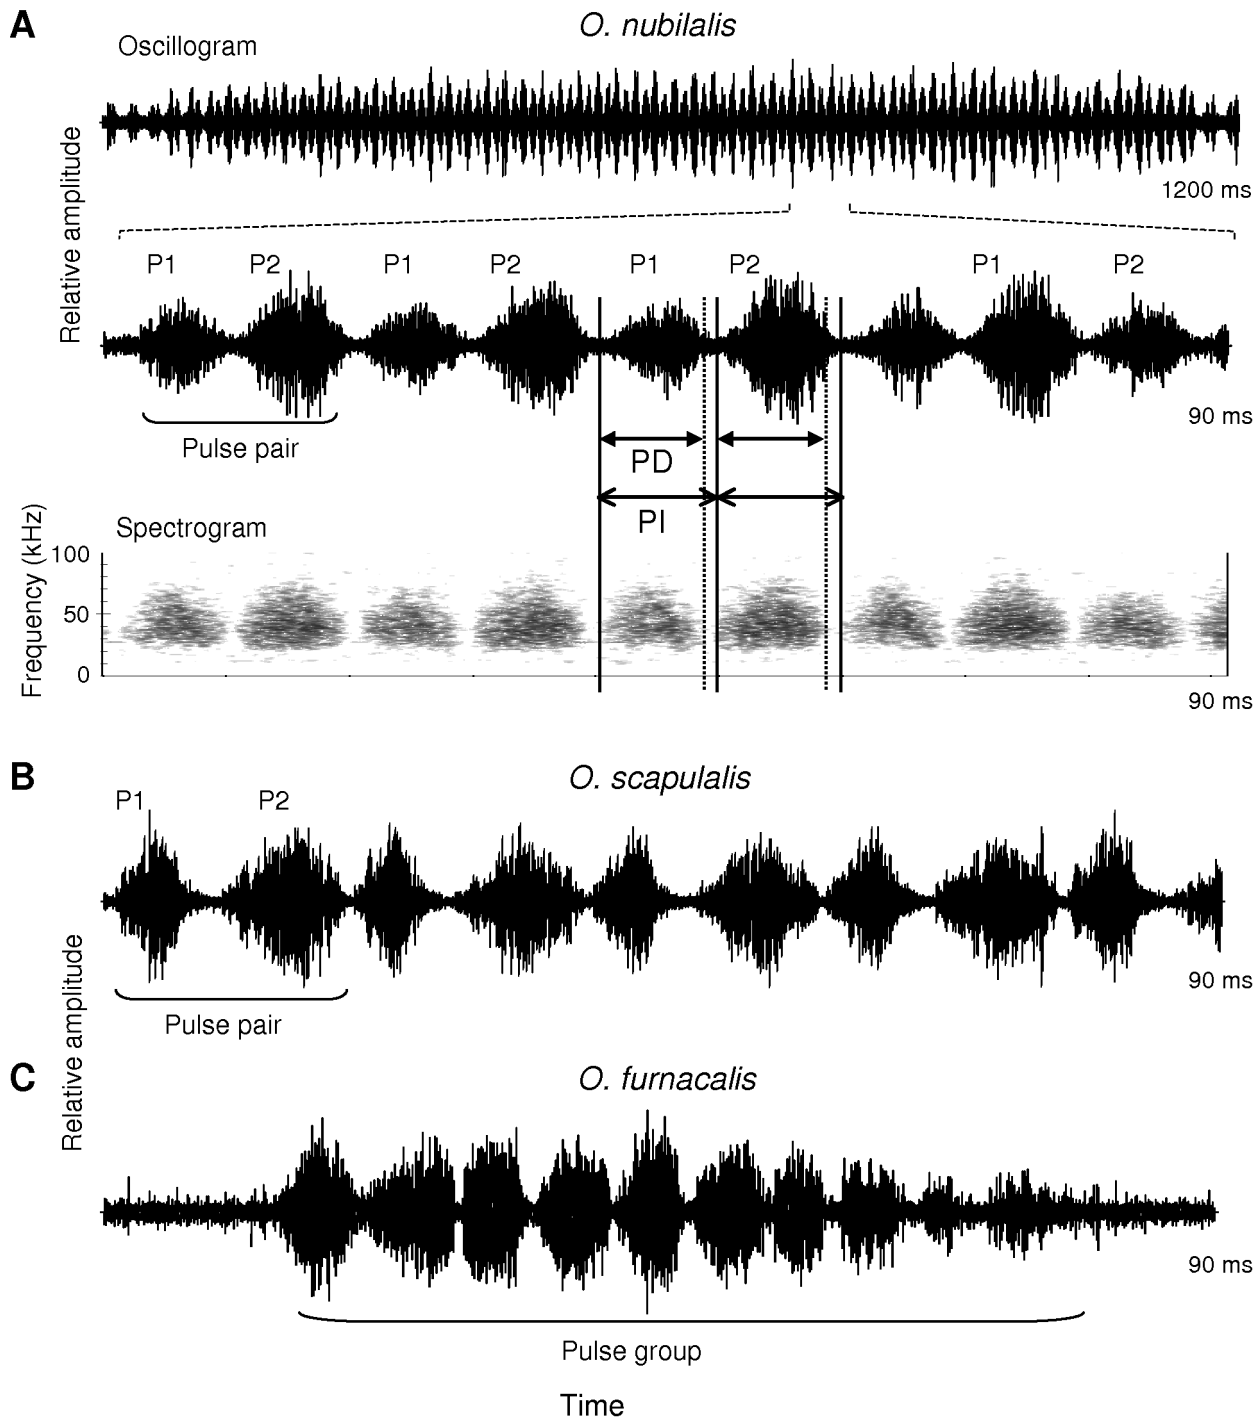 A
O. nubilalis
Oscillogram
Relative amplitude
1200 ms
P1 P2 P1 P2 P1 P2 P1 P2
90 ms
Pulse pair
PD
PI
Spectrogram
Frequency (kHz)
100
50
0
90 ms
B
O. scapulalis
P1 P2
90 ms
Pulse pair
Relative amplitude
C
O. furnacalis
90 ms
Pulse group
Time